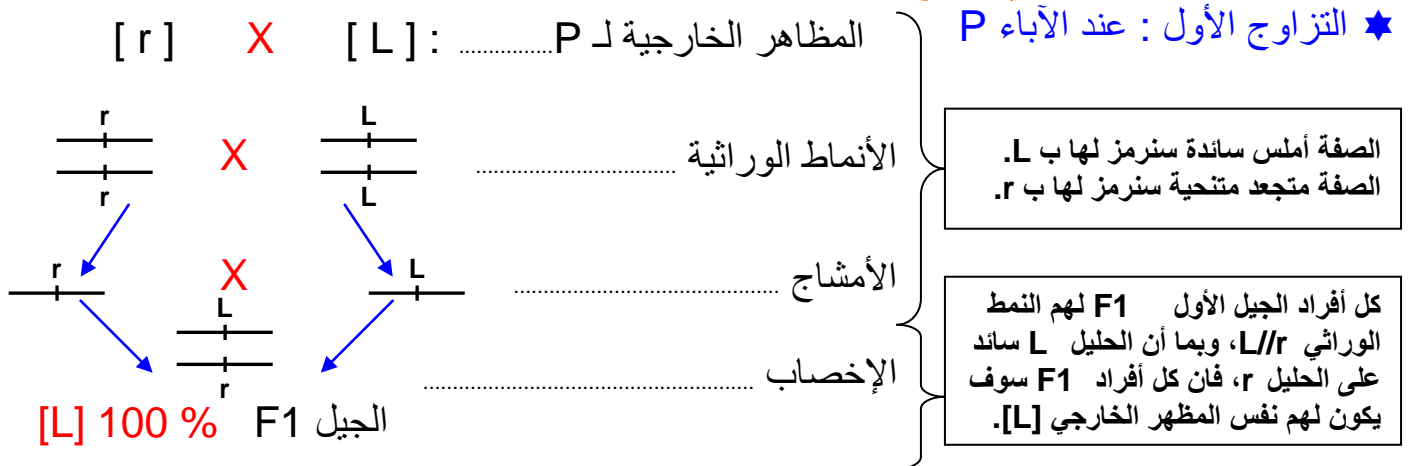 التزاوج الأول : عند الآباء P
المظاهر الخارجية لـ P................ : [ L ] X [ r ]
الصفة أملس سائدة سنرمز لها ب L.
الصفة متجعد متنحية سنرمز لها ب r.
الأنماط الوراثية ................................
L X r
L r
الأمشاج ..........................................
L X r
كل أفراد الجيل الأول F1 لهم النمط
الوراثي L//r، وبما أن الحليل L سائد
على الحليل r، فان كل أفراد F1 سوف
يكون لهم نفس المظهر الخارجي [L].
الإخصاب .....................................................
L
r
الجيل F1 % 100 [L]